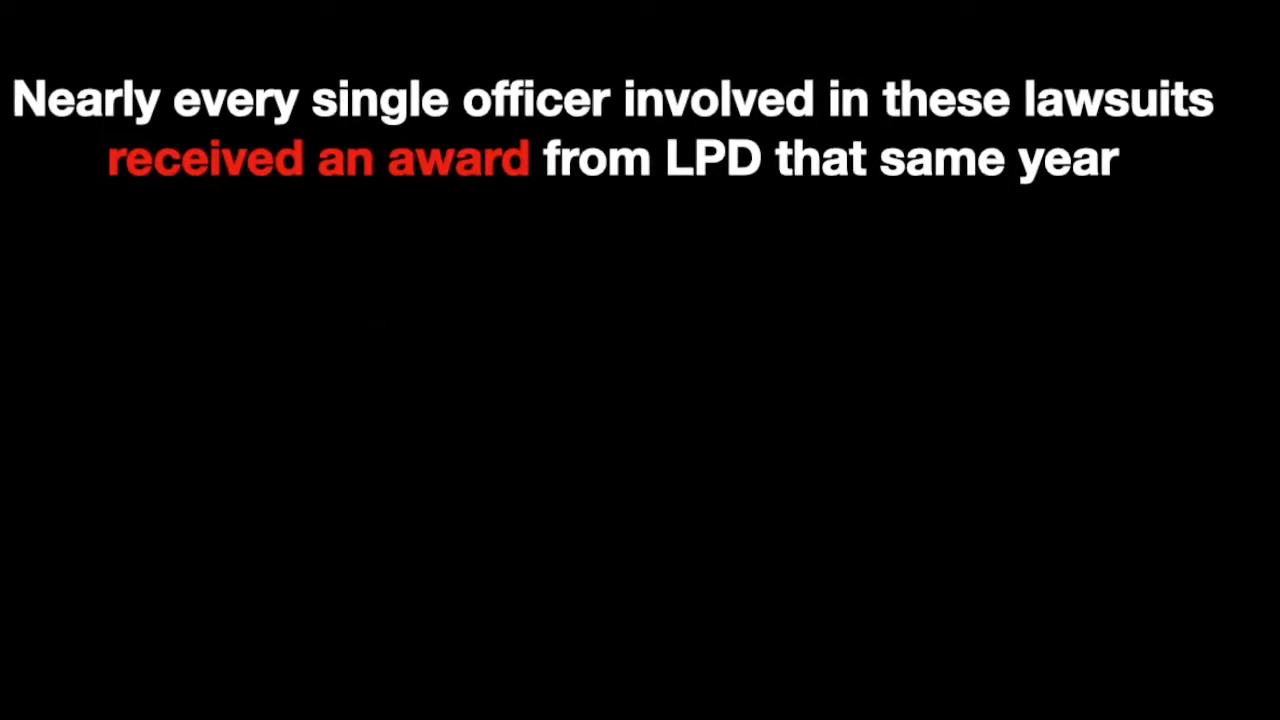 Nearly every single officer involved in these lawsuits
received an award from LPD that same year